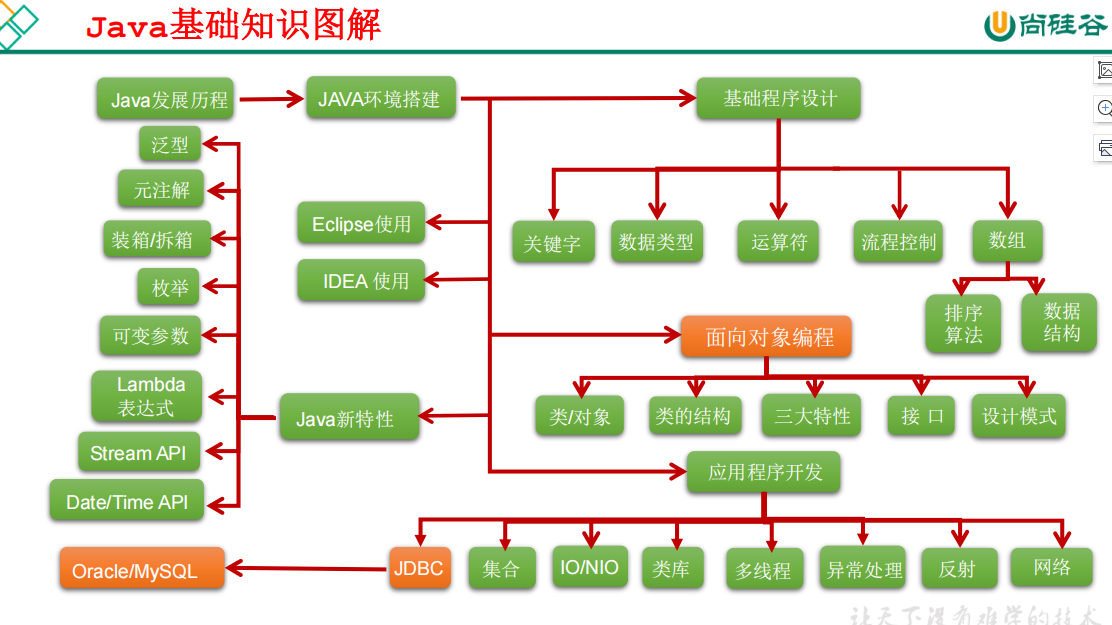 Java基础知识图解
尚硅谷
Java发展历程
JAVA环境搭建
基础程序设计
泛型
元注解
装箱/拆箱
枚举
可变参数
Lambda
表达式
Stream API
Date/Time API
Java新特性
Eclipse使用
IDEA 使用
关键字
数据类型
运算符
流程控制
数组
排序
算法
数据
结构
面向对象编程
类/对象
类的结构
三大特性
接 口
设计模式
应用程序开发
Oracle/MySQL
JDBC
集合
IO/NIO
类库
多线程
异常处理
反射
网络
让天下没有难学的技术